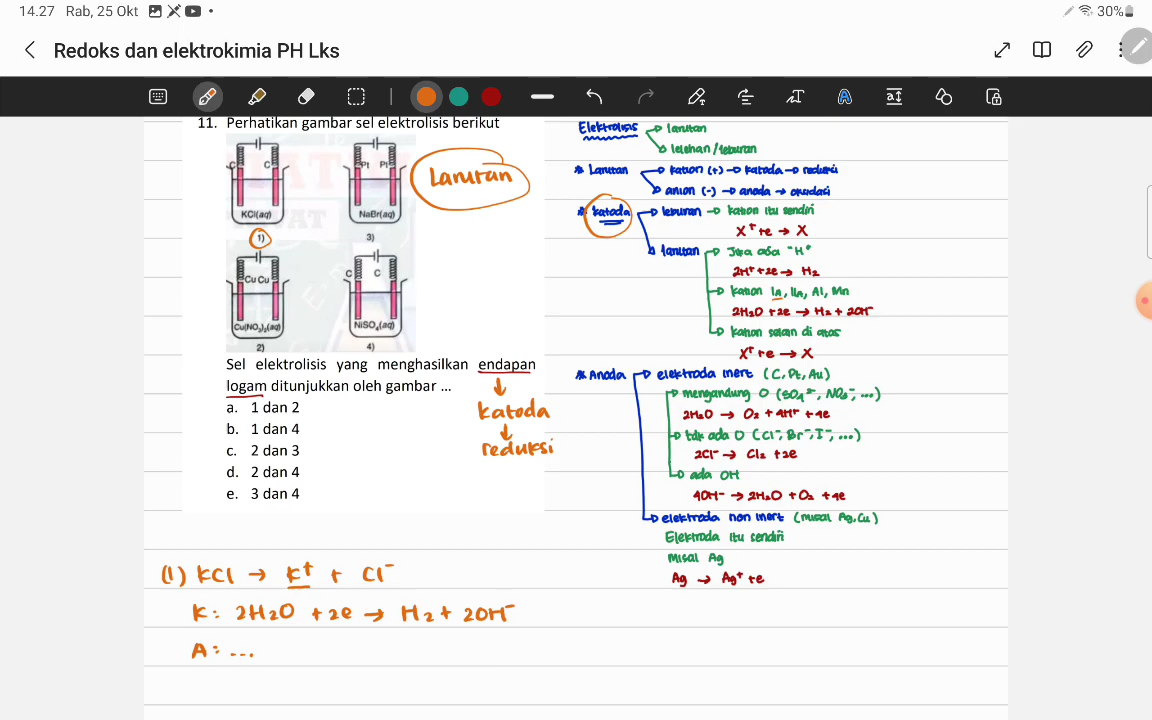 14.27 Rab, 25 Okt
30%
Redoks dan elektrokimia PH Lks
11. Perhatikan gambar sel elektrolisis berikut
C C
KCl(aq)
1)
Pt Pt
NaBr(aq)
3)
Cu Cu
Cu(NO3)2(aq)
2)
C C
NiSO4(aq)
4)
Larutan
Sel elektrolisis yang menghasilkan endapan
logam ditunjukkan oleh gambar ...
a. 1 dan 2
b. 1 dan 4
c. 2 dan 3
d. 2 dan 4
e. 3 dan 4
↓
katoda
↓
reduksi
(1) KCl → K⁺ + Cl⁻
K: 2H2O + 2e → H2 + 2OH⁻
A: ...
Elektrolisis → larutan
→ lelehan/leburan
* Larutan → kation (+) → katoda → reduksi
→ anion (-) → anoda → oksidasi
* katoda → leburan → kation itu sendiri
X⁺ + e → X
→ larutan → Jika ada "H"
2H⁺ + 2e → H2
→ kation IA, IIA, Al, Mn
2H2O + 2e → H2 + 2OH⁻
→ kation selain di atas
X⁺ + e → X
* Anoda → elektroda inert (C, Pt, Au)
→ mengandung O (SO4²⁻, NO3⁻, ...)
2H2O → O2 + 4H⁺ + 4e
→ tdk ada O (Cl⁻, Br⁻, I⁻, ...)
2Cl⁻ → Cl2 + 2e
→ ada OH
4OH⁻ → 2H2O + O2 + 4e
→ elektroda non inert (misal Ag, Cu)
Elektroda itu sendiri
misal Ag
Ag → Ag⁺ + e